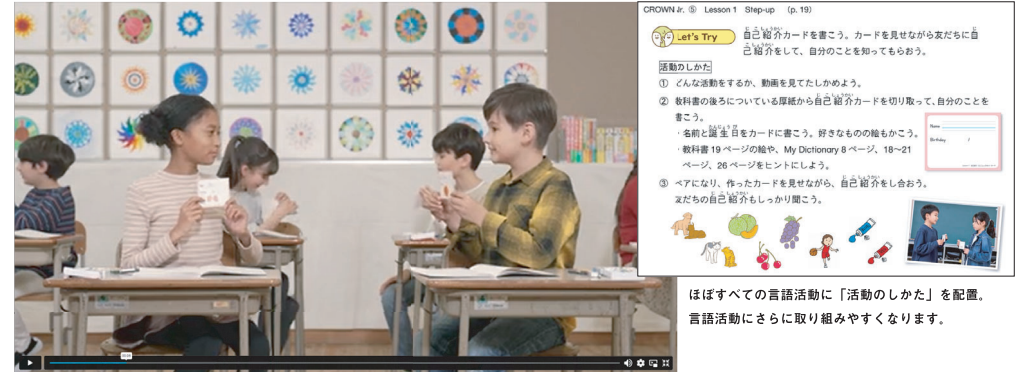 CROWN Jr. ⑤ Lesson 1 Step-up （p. 19）
Let's Try
自己紹介カードを書こう。カードを見せながら友だちに自
己紹介をして、自分のことを知ってもらおう。
活動のしかた
① どんな活動をするか、動画を見てたしかめよう。
② 教科書の後ろについている厚紙から自己紹介カードを切り取って、自分のことを
書こう。
・名前と誕生日をカードに書こう。好きなものの絵もかこう。
・教科書 19 ページの絵や、My Dictionary 8 ページ、18～21
ページ、26 ページをヒントにしよう。
Name
Birthday
③ ペアになり、作ったカードを見せながら、自己紹介をし合おう。
友だちの自己紹介もしっかり聞こう。
ほぼすべての言語活動に「活動のしかた」を配置。
言語活動にさらに取り組みやすくなります。